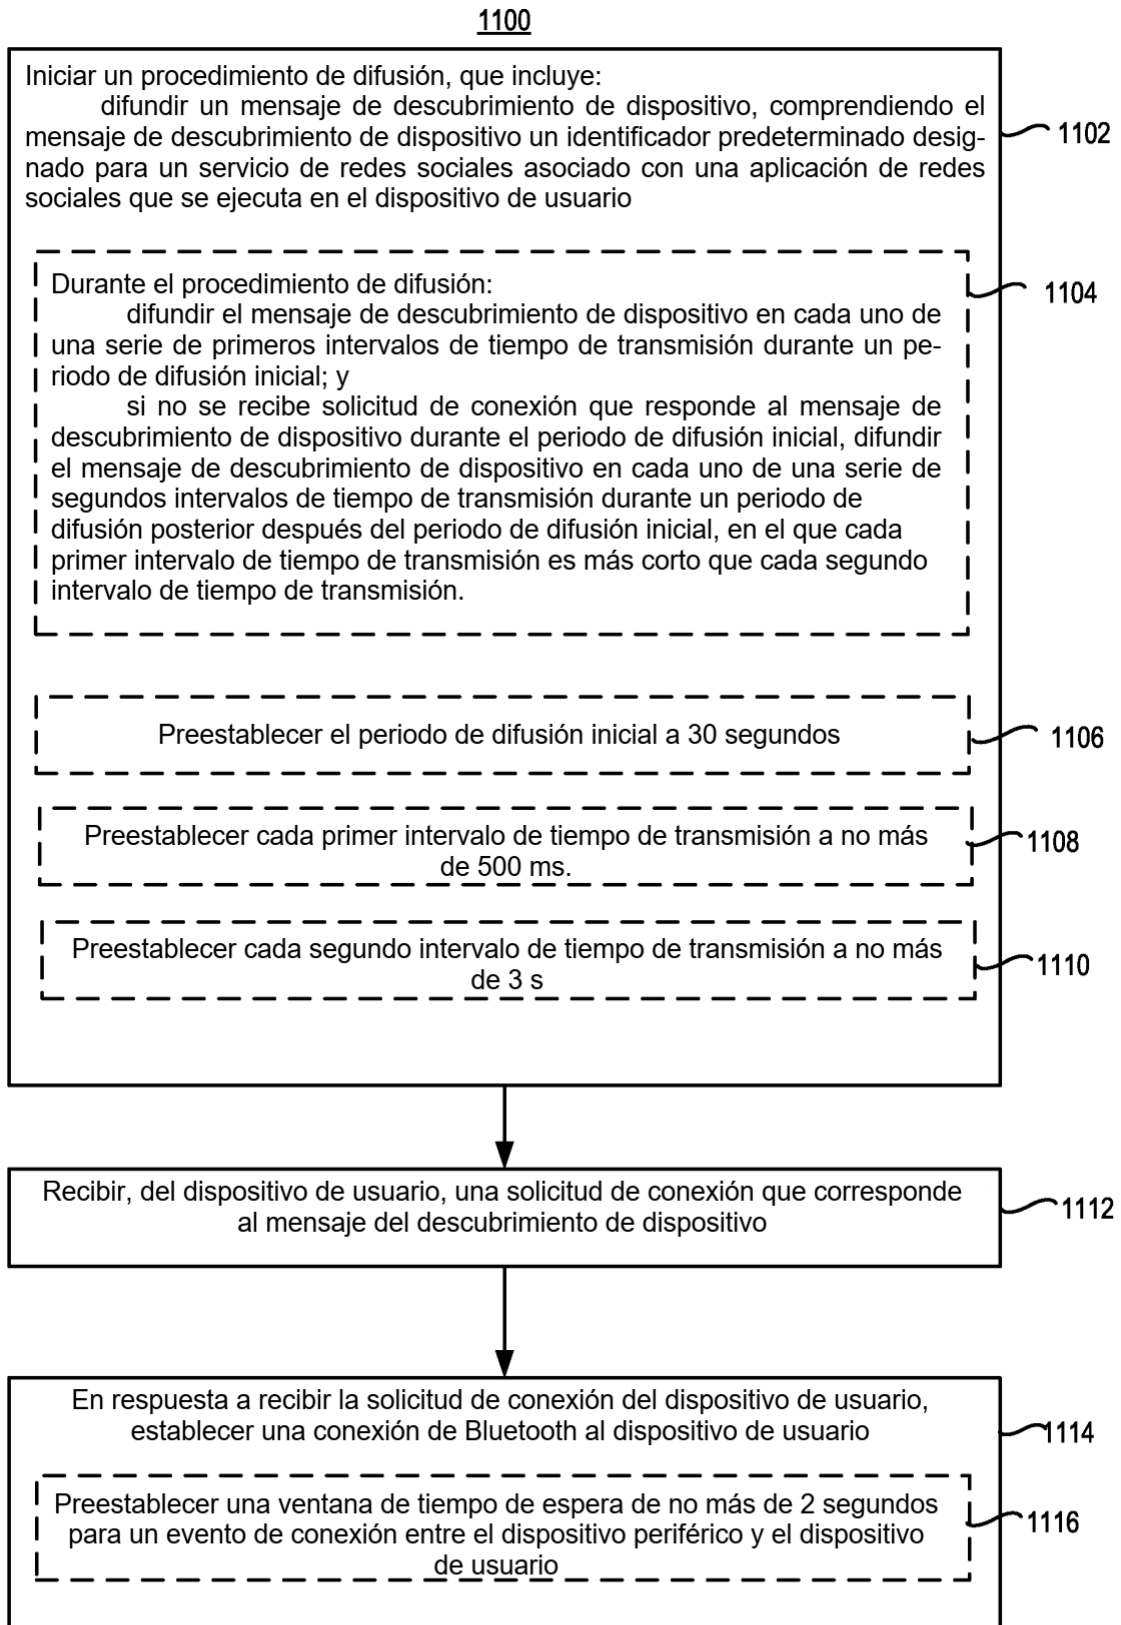 1100
Iniciar un procedimiento de difusión, que incluye:
difundir un mensaje de descubrimiento de dispositivo, comprendiendo el
mensaje de descubrimiento de dispositivo un identificador predeterminado desig-
nado para un servicio de redes sociales asociado con una aplicación de redes
sociales que se ejecuta en el dispositivo de usuario
1102
Durante el procedimiento de difusión:
difundir el mensaje de descubrimiento de dispositivo en cada uno de
una serie de primeros intervalos de tiempo de transmisión durante un pe-
riodo de difusión inicial; y
si no se recibe solicitud de conexión que responde al mensaje de
descubrimiento de dispositivo durante el periodo de difusión inicial, difundir
el mensaje de descubrimiento de dispositivo en cada uno de una serie de
segundos intervalos de tiempo de transmisión durante un periodo de
difusión posterior después del periodo de difusión inicial, en el que cada
primer intervalo de tiempo de transmisión es más corto que cada segundo
intervalo de tiempo de transmisión.
1104
Preestablecer el periodo de difusión inicial a 30 segundos
1106
Preestablecer cada primer intervalo de tiempo de transmisión a no más
de 500 ms.
1108
Preestablecer cada segundo intervalo de tiempo de transmisión a no más
de 3 s
1110
Recibir, del dispositivo de usuario, una solicitud de conexión que corresponde
al mensaje del descubrimiento de dispositivo
1112
En respuesta a recibir la solicitud de conexión del dispositivo de usuario,
establecer una conexión de Bluetooth al dispositivo de usuario
1114
Preestablecer una ventana de tiempo de espera de no más de 2 segundos
para un evento de conexión entre el dispositivo periférico y el dispositivo
de usuario
1116